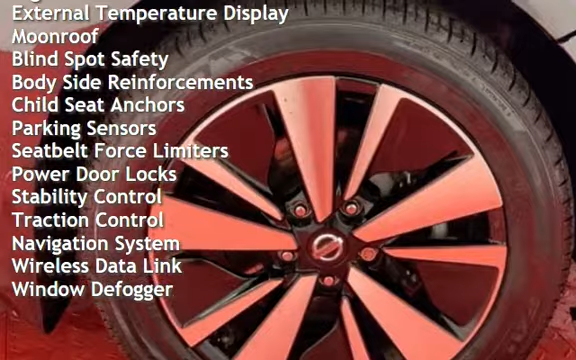 External Temperature Display
Moonroof
Blind Spot Safety
Body Side Reinforcements
Child Seat Anchors
Parking Sensors
Seatbelt Force Limiters
Power Door Locks
Stability Control
Traction Control
Navigation System
Wireless Data Link
Window Defogger